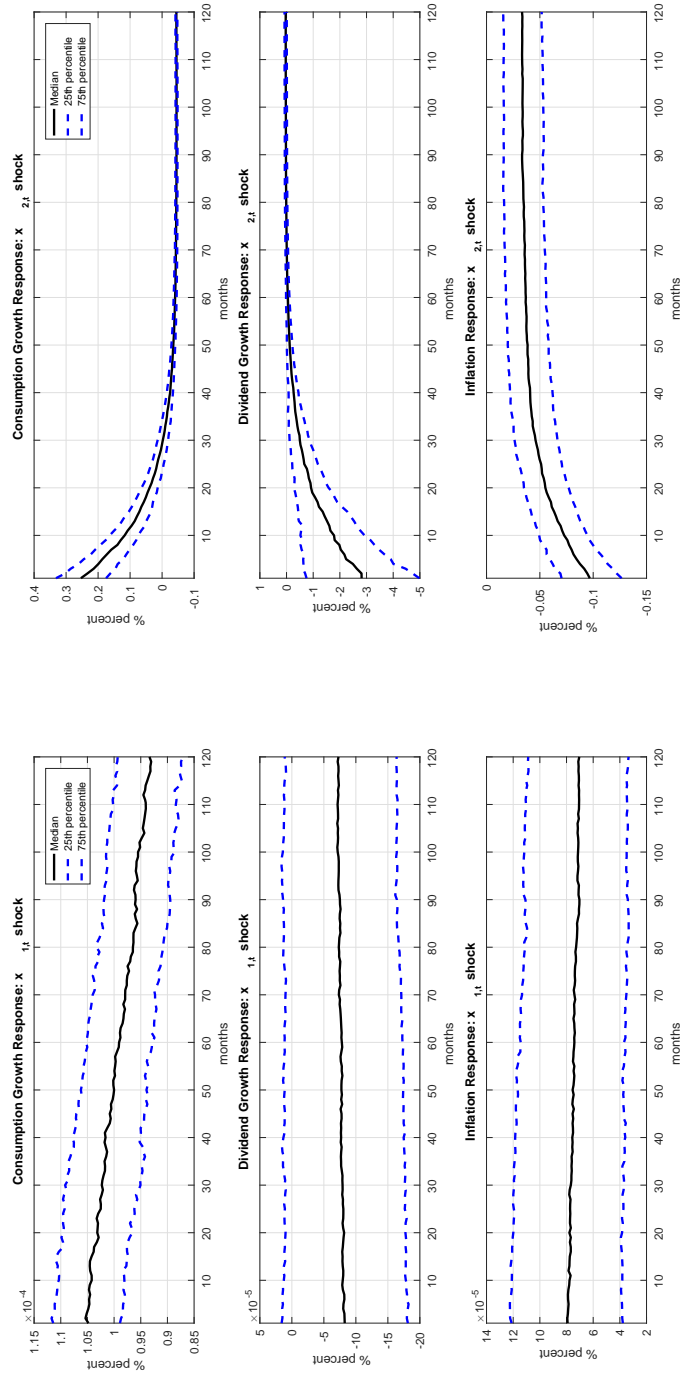 Consumption Growth Response: x 1,t shock
×10-4
1.15
1.1
1.05
1
0.95
0.9
0.85
% percent
10 20 30 40 50 60 70 80 90 100 110 120
months
Median
25th percentile
75th percentile
Dividend Growth Response: x 1,t shock
×10-5
5
0
-5
-10
-15
-20
% percent
10 20 30 40 50 60 70 80 90 100 110 120
months
Inflation Response: x 1,t shock
×10-5
14
12
10
8
6
4
2
% percent
10 20 30 40 50 60 70 80 90 100 110 120
months
Consumption Growth Response: x 2,t shock
0.4
0.3
0.2
0.1
0
-0.1
% percent
10 20 30 40 50 60 70 80 90 100 110 120
months
Median
25th percentile
75th percentile
Dividend Growth Response: x 2,t shock
1
0
-1
-2
-3
-4
-5
% percent
10 20 30 40 50 60 70 80 90 100 110 120
months
Inflation Response: x 2,t shock
0
-0.05
-0.1
-0.15
% percent
10 20 30 40 50 60 70 80 90 100 110 120
months